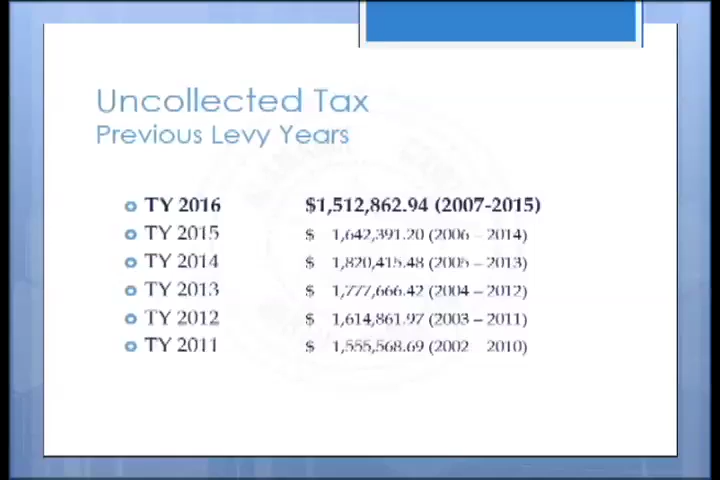 Uncollected Tax
Previous Levy Years
TY 2016 $1,512,862.94 (2007-2015)
TY 2015 $ 1,642,391.20 (2006 – 2014)
TY 2014 $ 1,820,415.48 (2005 – 2013)
TY 2013 $ 1,777,666.42 (2004 – 2012)
TY 2012 $ 1,614,861.97 (2003 – 2011)
TY 2011 $ 1,555,568.69 (2002 2010)